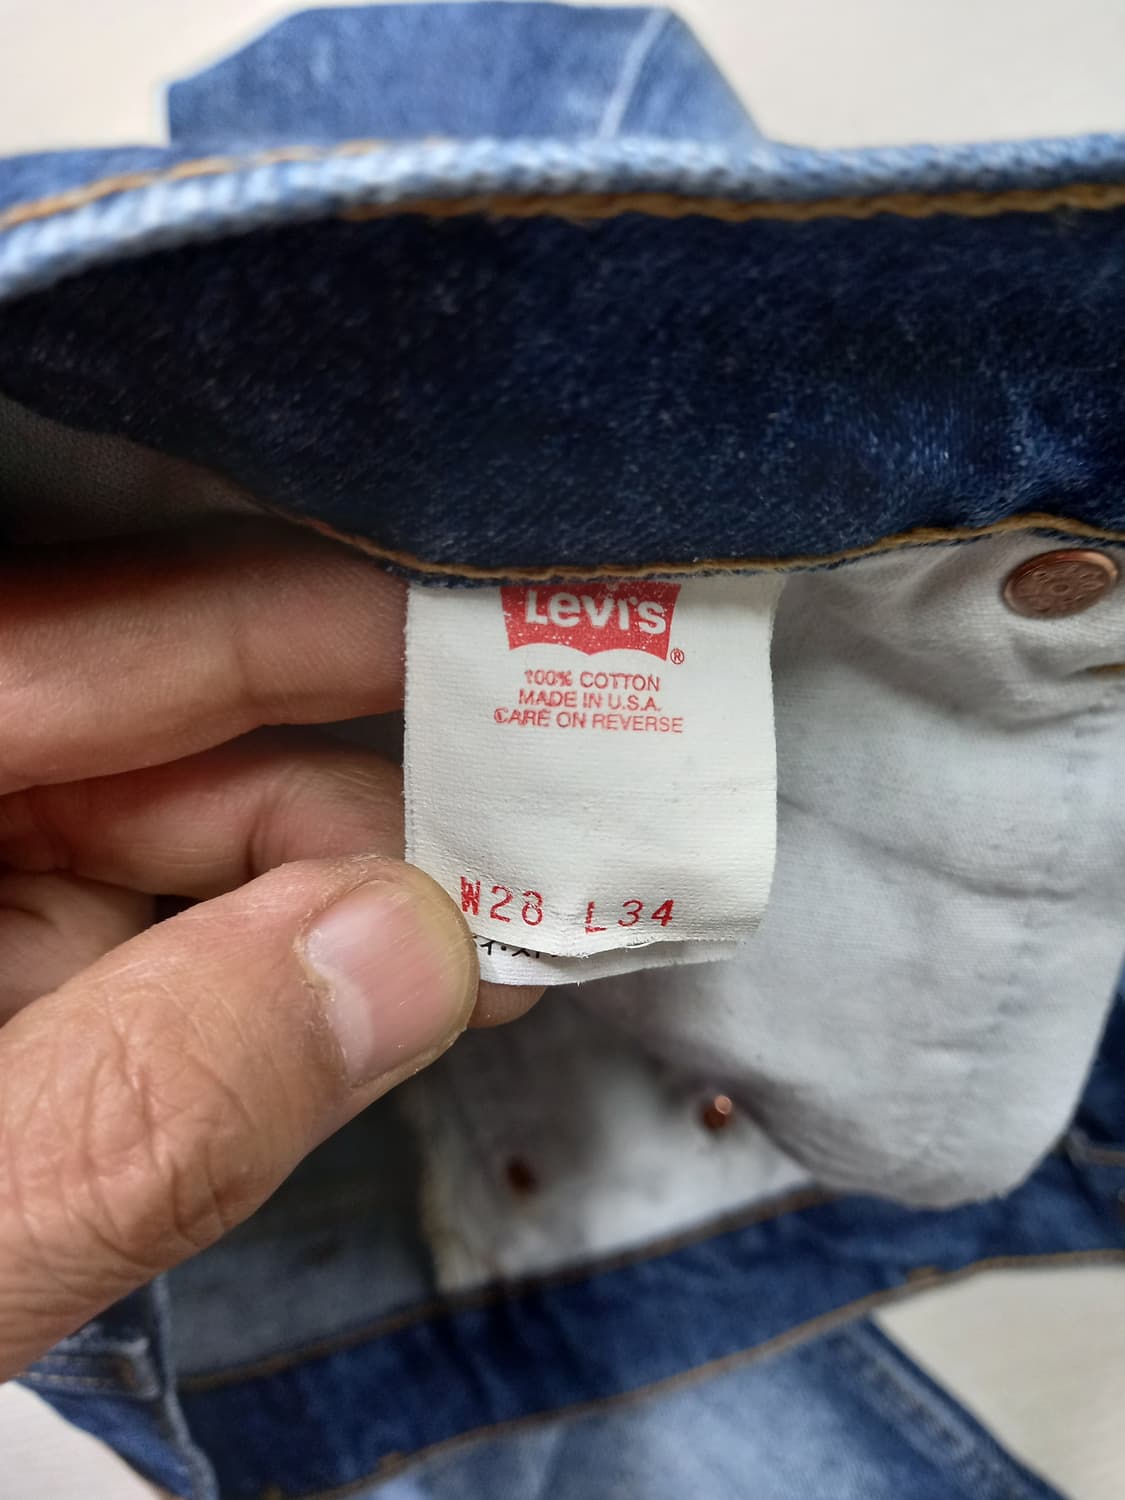 Levi's ®
100% COTTON
MADE IN U.S.A.
CARE ON REVERSE
W28 L34